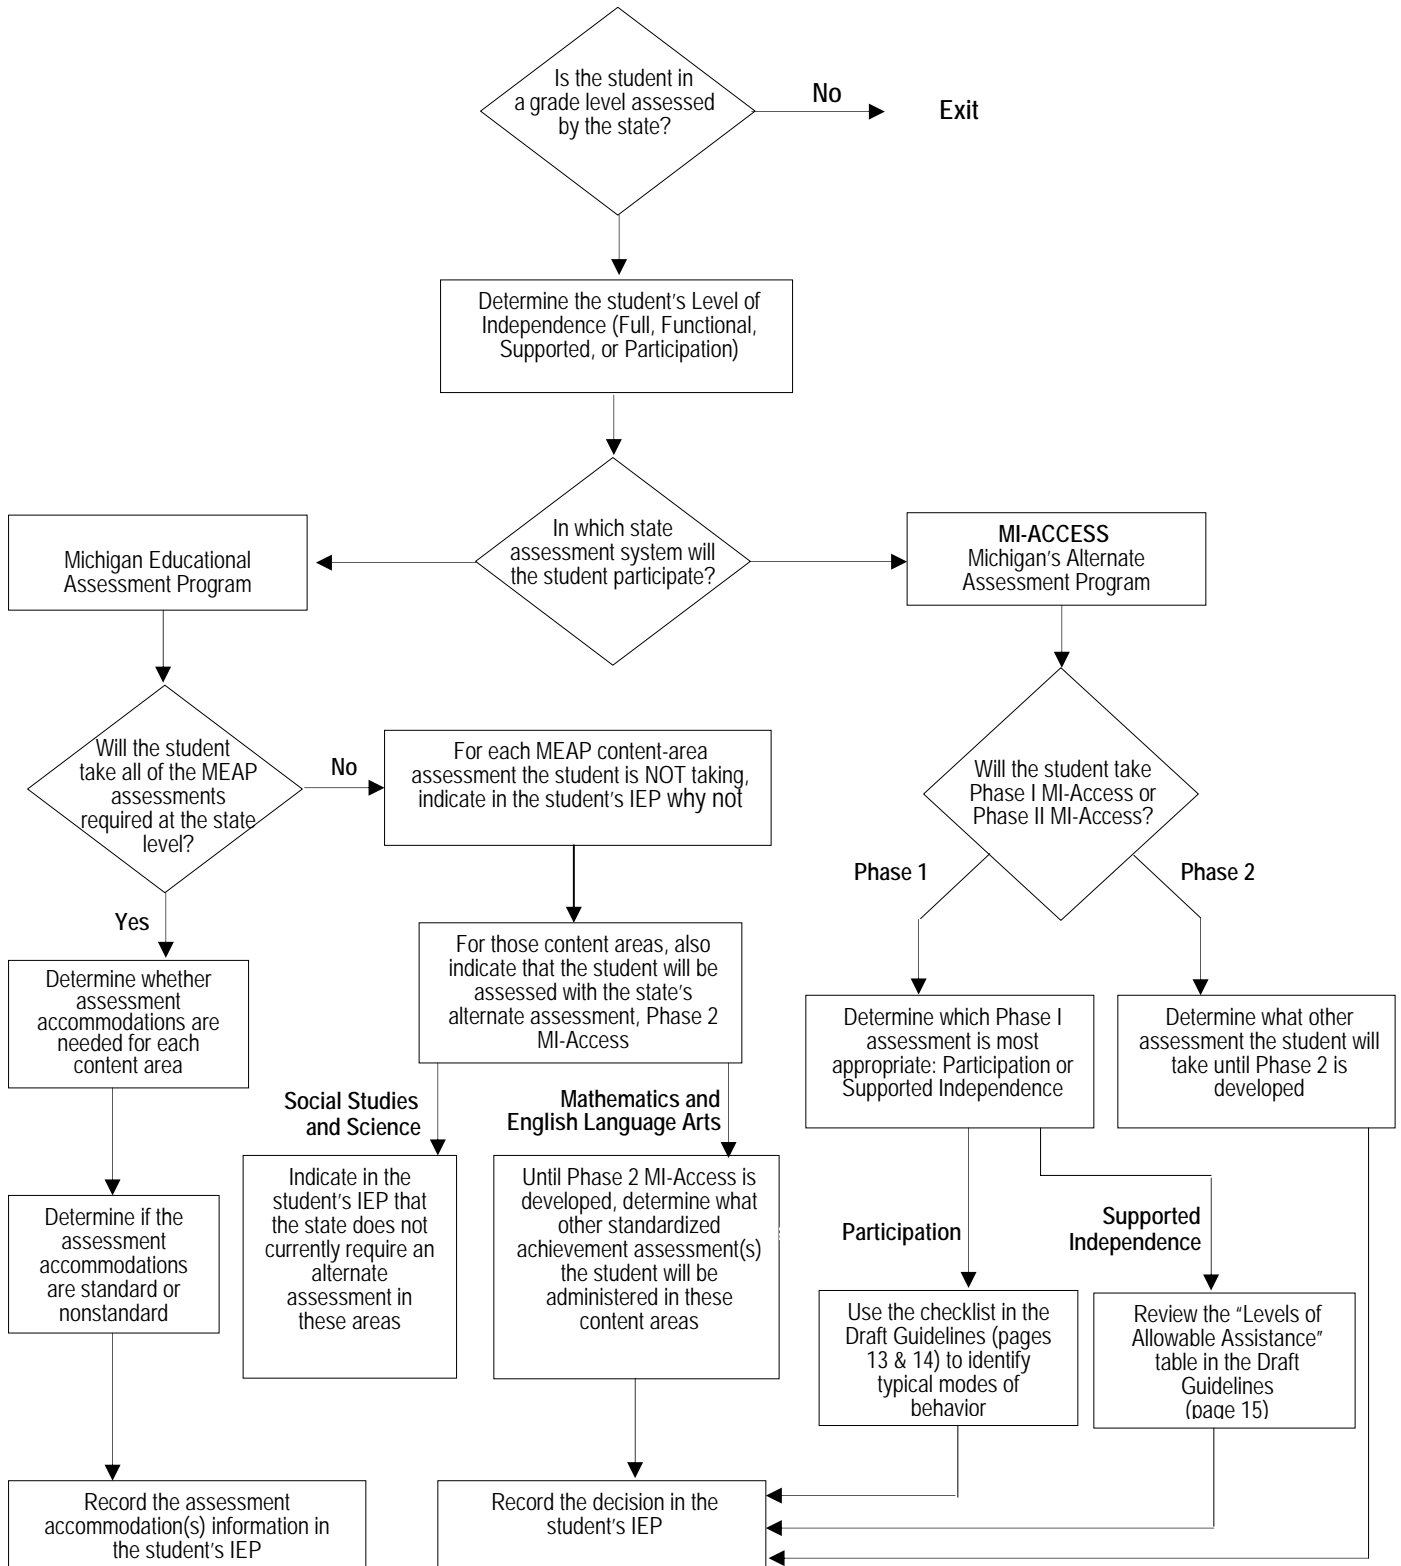 Is the student in
a grade level assessed
by the state?
No
Exit
Determine the student's Level of
Independence (Full, Functional,
Supported, or Participation)
In which state
assessment system will
the student participate?
Michigan Educational
Assessment Program
MI-ACCESS
Michigan's Alternate
Assessment Program
Will the student
take all of the MEAP
assessments
required at the state
level?
No
For each MEAP content-area
assessment the student is NOT taking,
indicate in the student's IEP why not
Will the student take
Phase I MI-Access or
Phase II MI-Access?
Phase 1
Phase 2
Yes
For those content areas, also
indicate that the student will be
assessed with the state's
alternate assessment, Phase 2
MI-Access
Determine whether
assessment
accommodations are
needed for each
content area
Determine which Phase I
assessment is most
appropriate: Participation or
Supported Independence
Determine what other
assessment the student will
take until Phase 2 is
developed
Social Studies
and Science
Mathematics and
English Language Arts
Indicate in the
student's IEP that
the state does not
currently require an
alternate
assessment in
these areas
Until Phase 2 MI-Access is
developed, determine what
other standardized
achievement assessment(s)
the student will be
administered in these
content areas
Determine if the
assessment
accommodations
are standard or
nonstandard
Participation
Supported
Independence
Use the checklist in the
Draft Guidelines (pages
13 & 14) to identify
typical modes of
behavior
Review the "Levels of
Allowable Assistance"
table in the Draft
Guidelines
(page 15)
Record the assessment
accommodation(s) information in
the student's IEP
Record the decision in the
student's IEP